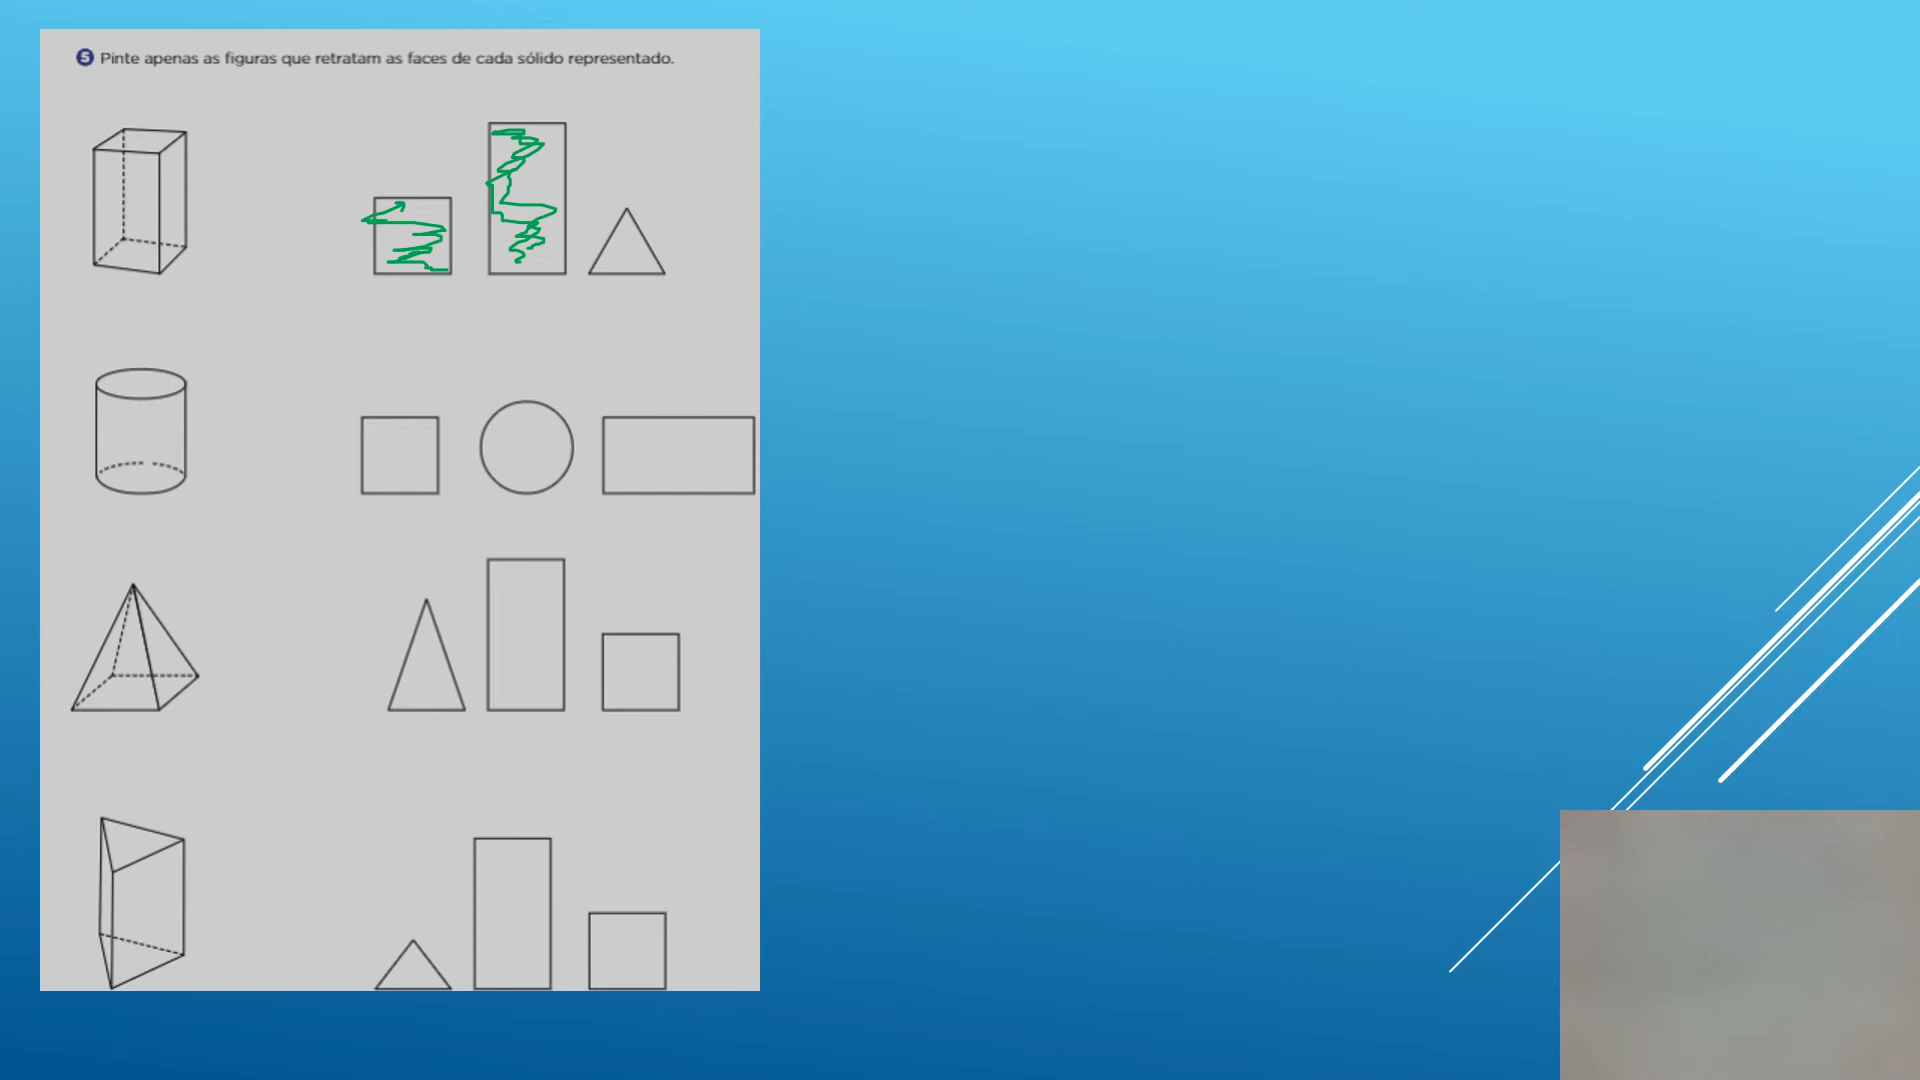 5 Pinte apenas as figuras que retratam as faces de cada sólido representado.